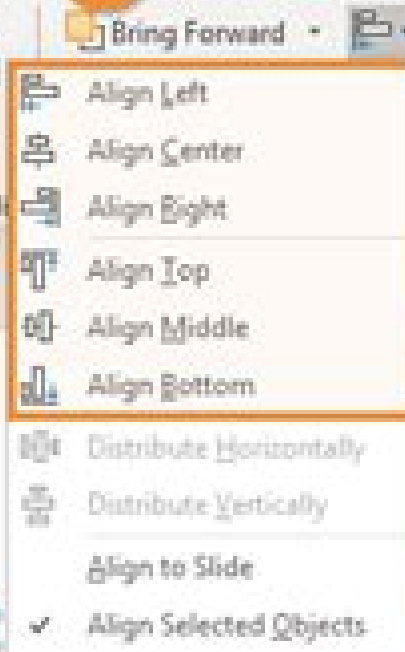 Bring Forward
Align Left
Align Center
Align Right
Align Top
Align Middle
Align Bottom
Distribute Horizontally
Distribute Vertically
Align to Slide
Align Selected Objects